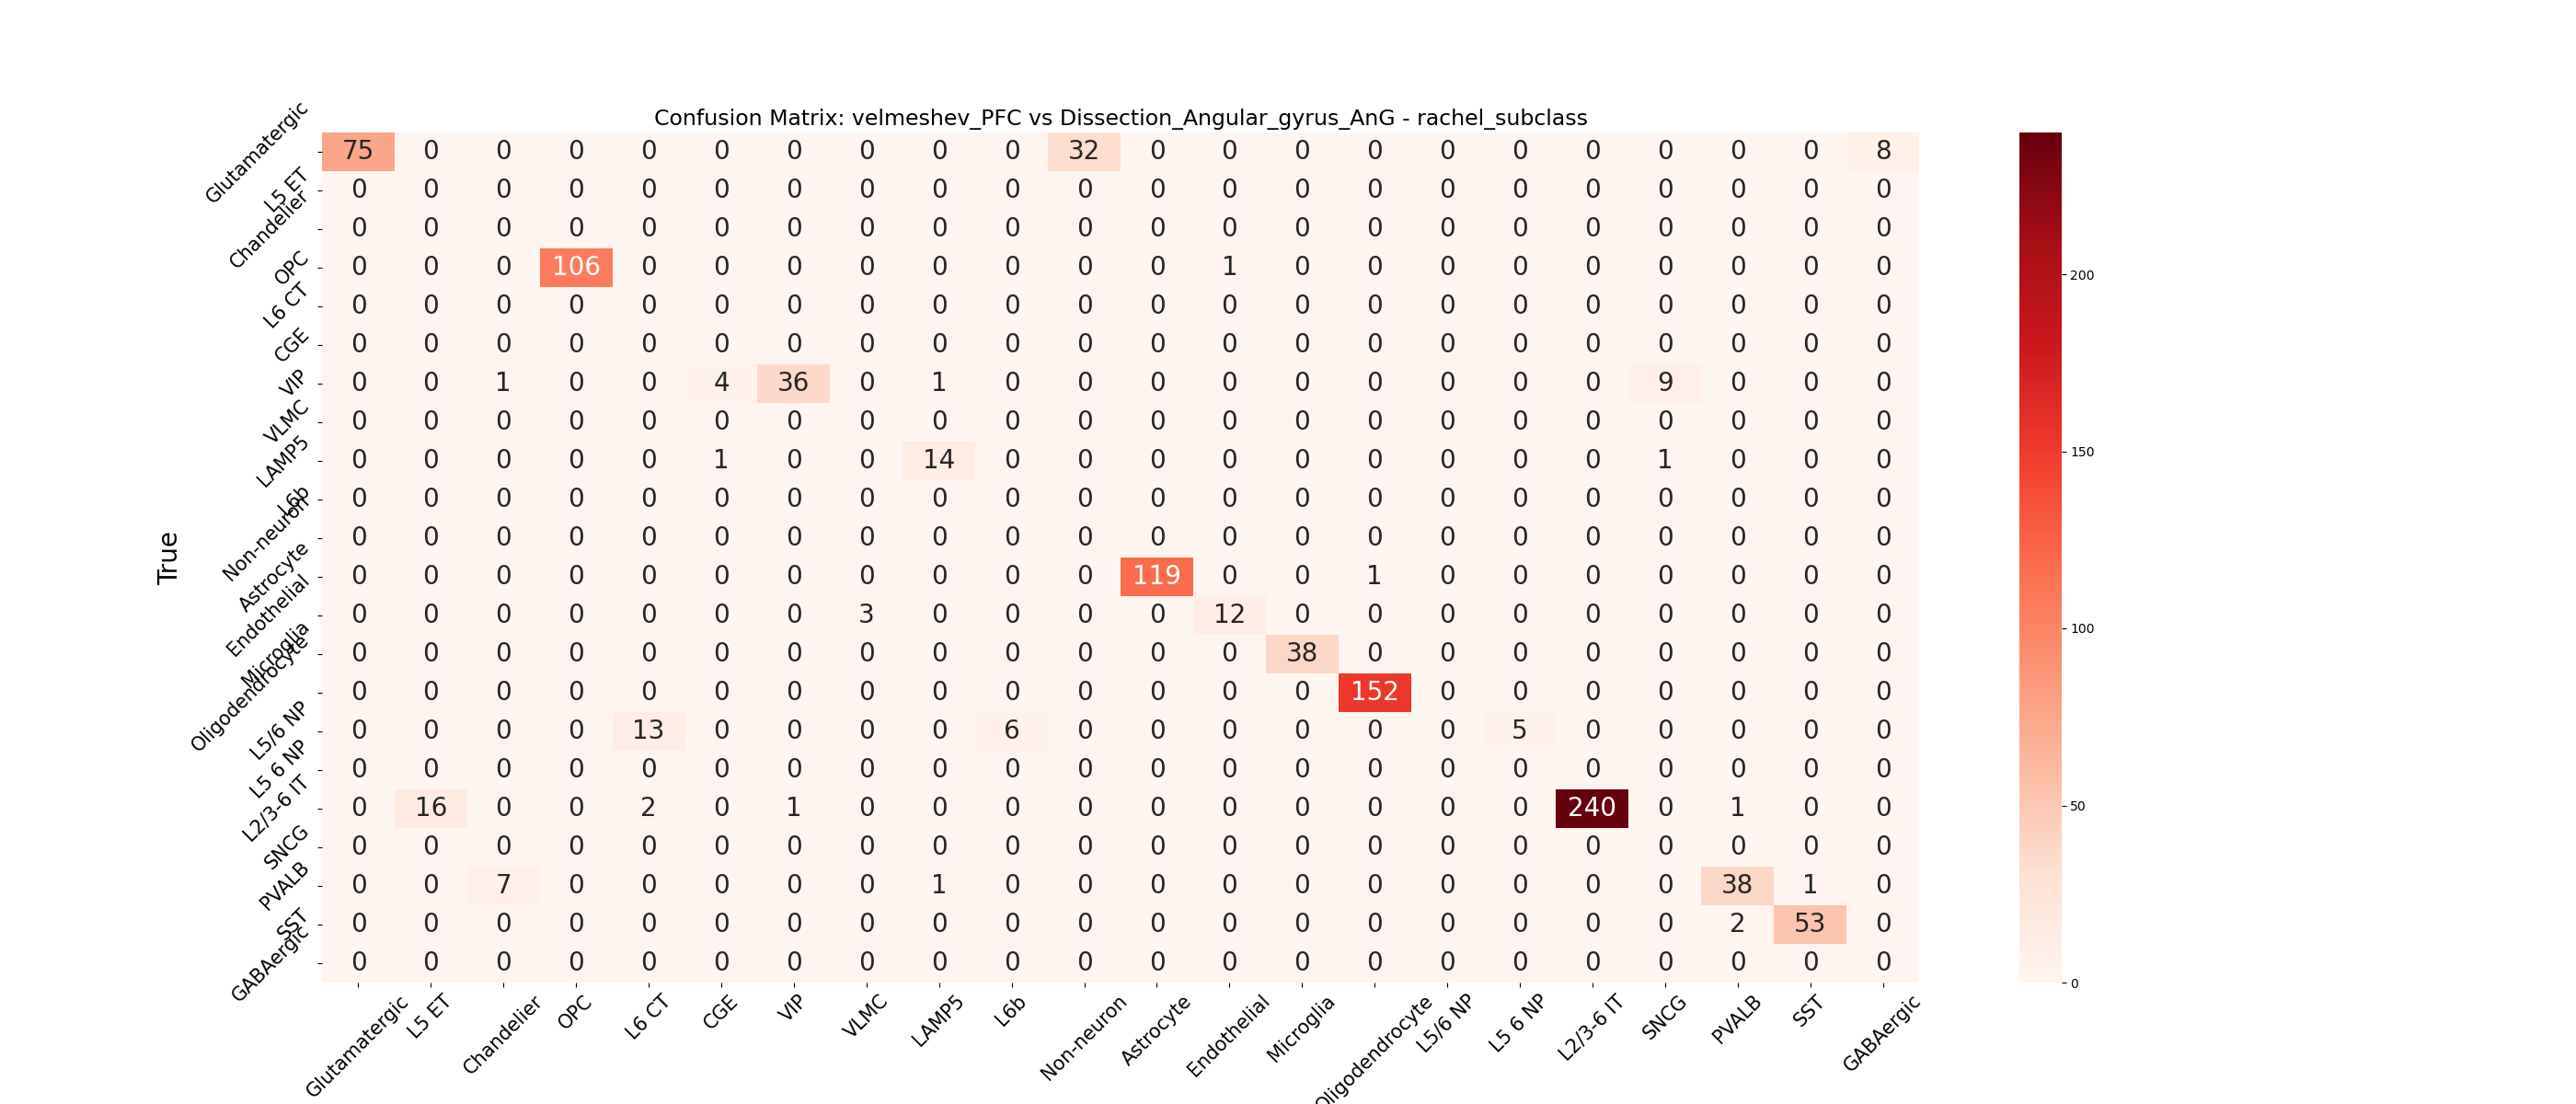 Confusion Matrix: velmeshev_PFC vs Dissection_Angular_gyrus_AnG - rachel_subclass
True
Glutamatergic 75 0 0 0 0 0 0 0 0 0 32 0 0 0 0 0 0 0 0 0 0 8
L5 ET 0 0 0 0 0 0 0 0 0 0 0 0 0 0 0 0 0 0 0 0 0 0
Chandelier 0 0 0 0 0 0 0 0 0 0 0 0 0 0 0 0 0 0 0 0 0 0
OPC 0 0 0 106 0 0 0 0 0 0 0 0 1 0 0 0 0 0 0 0 0 0
L6 CT 0 0 0 0 0 0 0 0 0 0 0 0 0 0 0 0 0 0 0 0 0 0
CGE 0 0 0 0 0 0 0 0 0 0 0 0 0 0 0 0 0 0 0 0 0 0
VIP 0 0 1 0 0 4 36 0 1 0 0 0 0 0 0 0 0 0 9 0 0 0
VLMC 0 0 0 0 0 0 0 0 0 0 0 0 0 0 0 0 0 0 0 0 0 0
LAMP5 0 0 0 0 0 1 0 0 14 0 0 0 0 0 0 0 0 0 1 0 0 0
L6b 0 0 0 0 0 0 0 0 0 0 0 0 0 0 0 0 0 0 0 0 0 0
Non-neuron 0 0 0 0 0 0 0 0 0 0 0 0 0 0 0 0 0 0 0 0 0 0
Astrocyte 0 0 0 0 0 0 0 0 0 0 0 119 0 0 1 0 0 0 0 0 0 0
Endothelial 0 0 0 0 0 0 0 3 0 0 0 0 12 0 0 0 0 0 0 0 0 0
Microglia 0 0 0 0 0 0 0 0 0 0 0 0 0 38 0 0 0 0 0 0 0 0
Oligodendrocyte 0 0 0 0 0 0 0 0 0 0 0 0 0 0 152 0 0 0 0 0 0 0
L5/6 NP 0 0 0 0 13 0 0 0 0 6 0 0 0 0 0 0 5 0 0 0 0 0
L5 6 NP 0 0 0 0 0 0 0 0 0 0 0 0 0 0 0 0 0 0 0 0 0 0
L2/3-6 IT 0 16 0 0 2 0 1 0 0 0 0 0 0 0 0 0 0 240 0 1 0 0
SNCG 0 0 0 0 0 0 0 0 0 0 0 0 0 0 0 0 0 0 0 0 0 0
PVALB 0 0 7 0 0 0 0 0 1 0 0 0 0 0 0 0 0 0 0 38 1 0
SST 0 0 0 0 0 0 0 0 0 0 0 0 0 0 0 0 0 0 0 2 53 0
GABAergic 0 0 0 0 0 0 0 0 0 0 0 0 0 0 0 0 0 0 0 0 0 0
Glutamatergic L5 ET Chandelier OPC L6 CT CGE VIP VLMC LAMP5 L6b Non-neuron Astrocyte Endothelial Microglia Oligodendrocyte L5/6 NP L5 6 NP L2/3-6 IT SNCG PVALB SST GABAergic
200
150
100
50
0